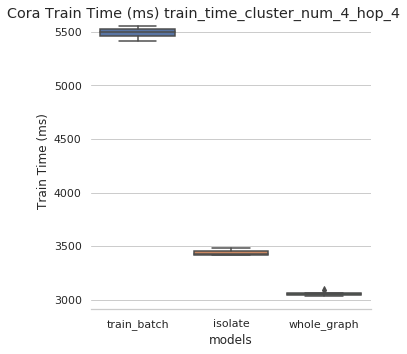 Cora Train Time (ms) train_time_cluster_num_4_hop_4
5500
5000
4500
4000
3500
3000
Train Time (ms)
train_batch isolate whole_graph
models